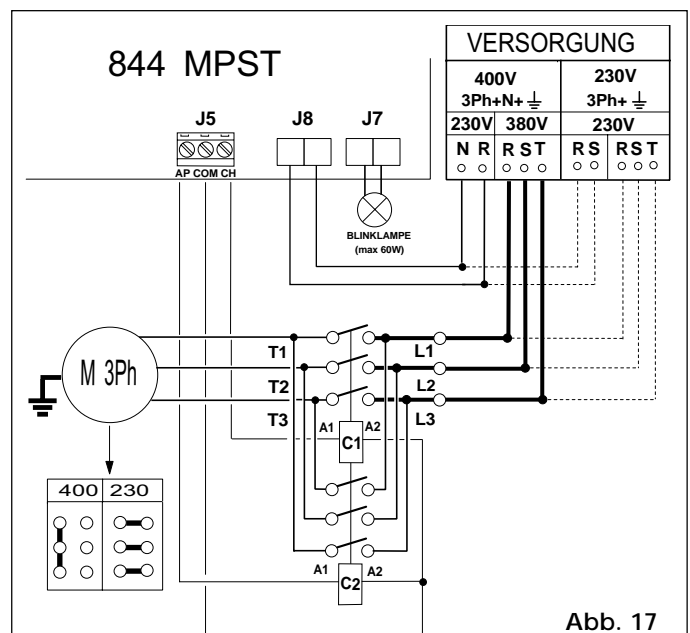 844 MPST
VERSORGUNG
400V
3Ph+N+
230V
3Ph+
230V 380V
230V
N R R S T
R S R S T
J5
J8
J7
AP COM CH
BLINKLAMPE
(max 60W)
M 3Ph
T1
L1
T2
L2
T3
L3
A1
C1
A2
400 230
A1
C2
A2
Abb. 17